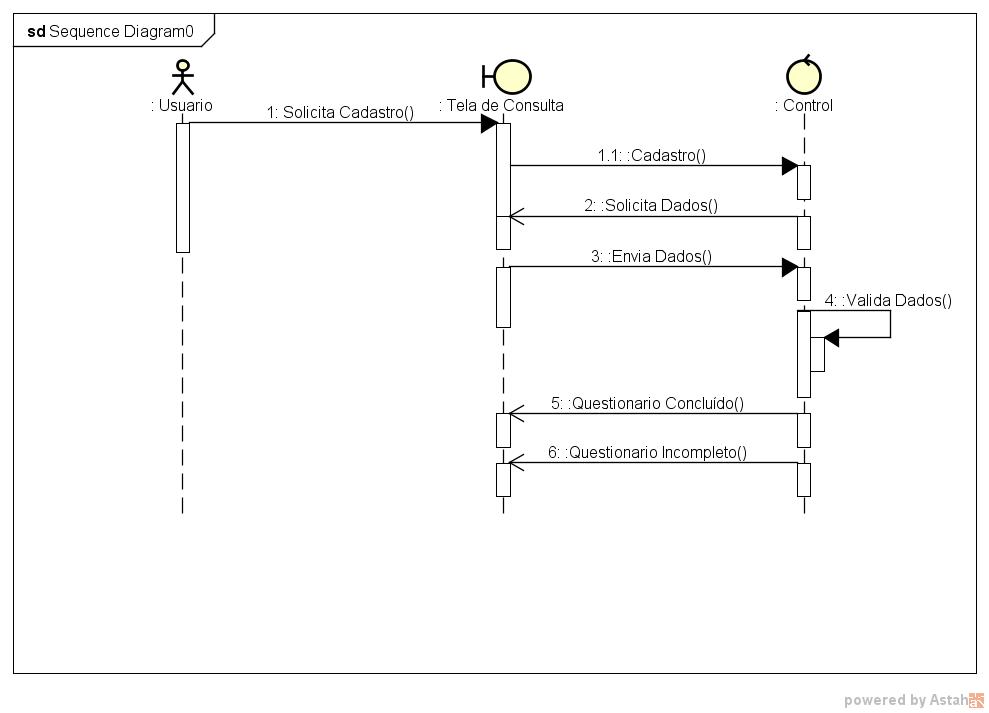 sd Sequence Diagram0
: Usuario
: Tela de Consulta
: Control
1: Solicita Cadastro()
1.1: :Cadastro()
2: :Solicita Dados()
3: :Envia Dados()
4: :Valida Dados()
5: :Questionario Concluído()
6: :Questionario Incompleto()
powered by Astah